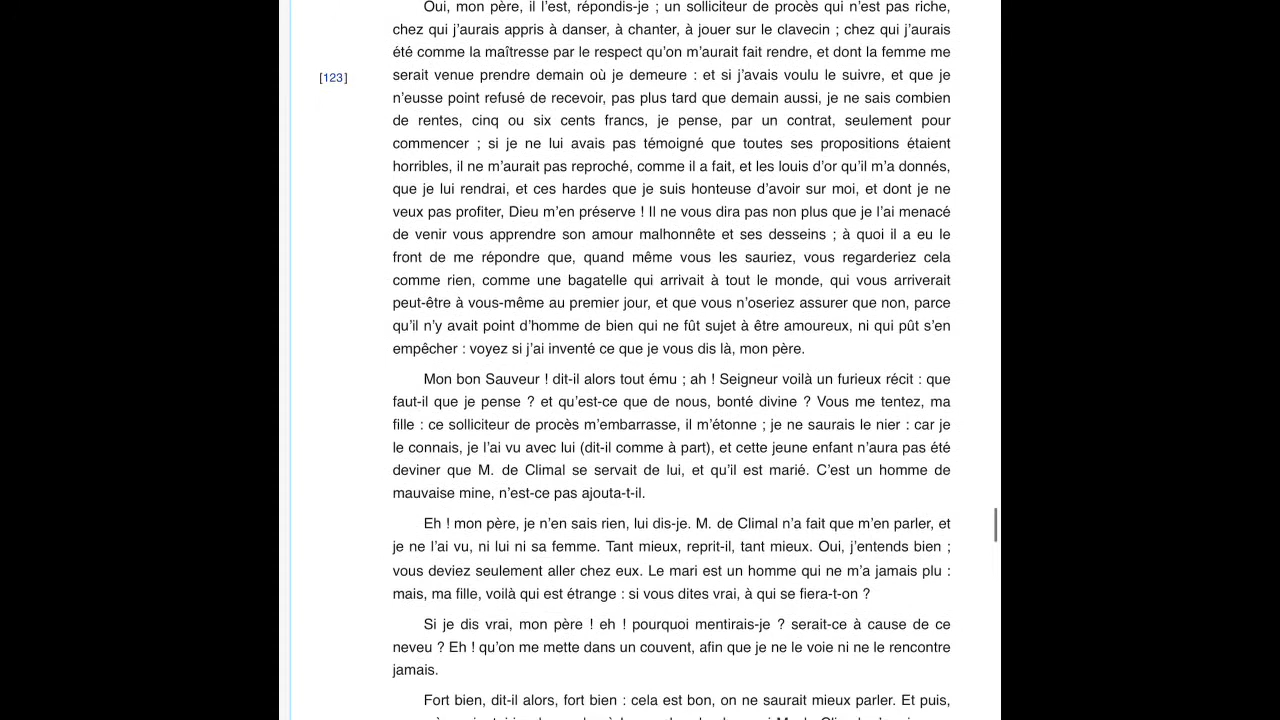 Oui, mon père, il l’est, répondis-je ; un solliciteur de procès qui n’est pas riche,
chez qui j’aurais appris à danser, à chanter, à jouer sur le clavecin ; chez qui j’aurais
été comme la maîtresse par le respect qu’on m’aurait fait rendre, et dont la femme me
[123]
serait venue prendre demain où je demeure : et si j’avais voulu le suivre, et que je
n’eusse point refusé de recevoir, pas plus tard que demain aussi, je ne sais combien
de rentes, cinq ou six cents francs, je pense, par un contrat, seulement pour
commencer ; si je ne lui avais pas témoigné que toutes ses propositions étaient
horribles, il ne m’aurait pas reproché, comme il a fait, et les louis d’or qu’il m’a donnés,
que je lui rendrai, et ces hardes que je suis honteuse d’avoir sur moi, et dont je ne
veux pas profiter, Dieu m’en préserve ! Il ne vous dira pas non plus que je l’ai menacé
de venir vous apprendre son amour malhonnête et ses desseins ; à quoi il a eu le
front de me répondre que, quand même vous les sauriez, vous regarderiez cela
comme rien, comme une bagatelle qui arrivait à tout le monde, qui vous arriverait
peut-être à vous-même au premier jour, et que vous n’oseriez assurer que non, parce
qu’il n’y avait point d’homme de bien qui ne fût sujet à être amoureux, ni qui pût s’en
empêcher : voyez si j’ai inventé ce que je vous dis là, mon père.
Mon bon Sauveur ! dit-il alors tout ému ; ah ! Seigneur voilà un furieux récit : que
faut-il que je pense ? et qu’est-ce que de nous, bonté divine ? Vous me tentez, ma
fille : ce solliciteur de procès m’embarrasse, il m’étonne ; je ne saurais le nier : car je
le connais, je l’ai vu avec lui (dit-il comme à part), et cette jeune enfant n’aura pas été
deviner que M. de Climal se servait de lui, et qu’il est marié. C’est un homme de
mauvaise mine, n’est-ce pas ajouta-t-il.
Eh ! mon père, je n’en sais rien, lui dis-je. M. de Climal n’a fait que m’en parler, et
je ne l’ai vu, ni lui ni sa femme. Tant mieux, reprit-il, tant mieux. Oui, j’entends bien ;
vous deviez seulement aller chez eux. Le mari est un homme qui ne m’a jamais plu :
mais, ma fille, voilà qui est étrange : si vous dites vrai, à qui se fiera-t-on ?
Si je dis vrai, mon père ! eh ! pourquoi mentirais-je ? serait-ce à cause de ce
neveu ? Eh ! qu’on me mette dans un couvent, afin que je ne le voie ni ne le rencontre
jamais.
Fort bien, dit-il alors, fort bien : cela est bon, on ne saurait mieux parler. Et puis,